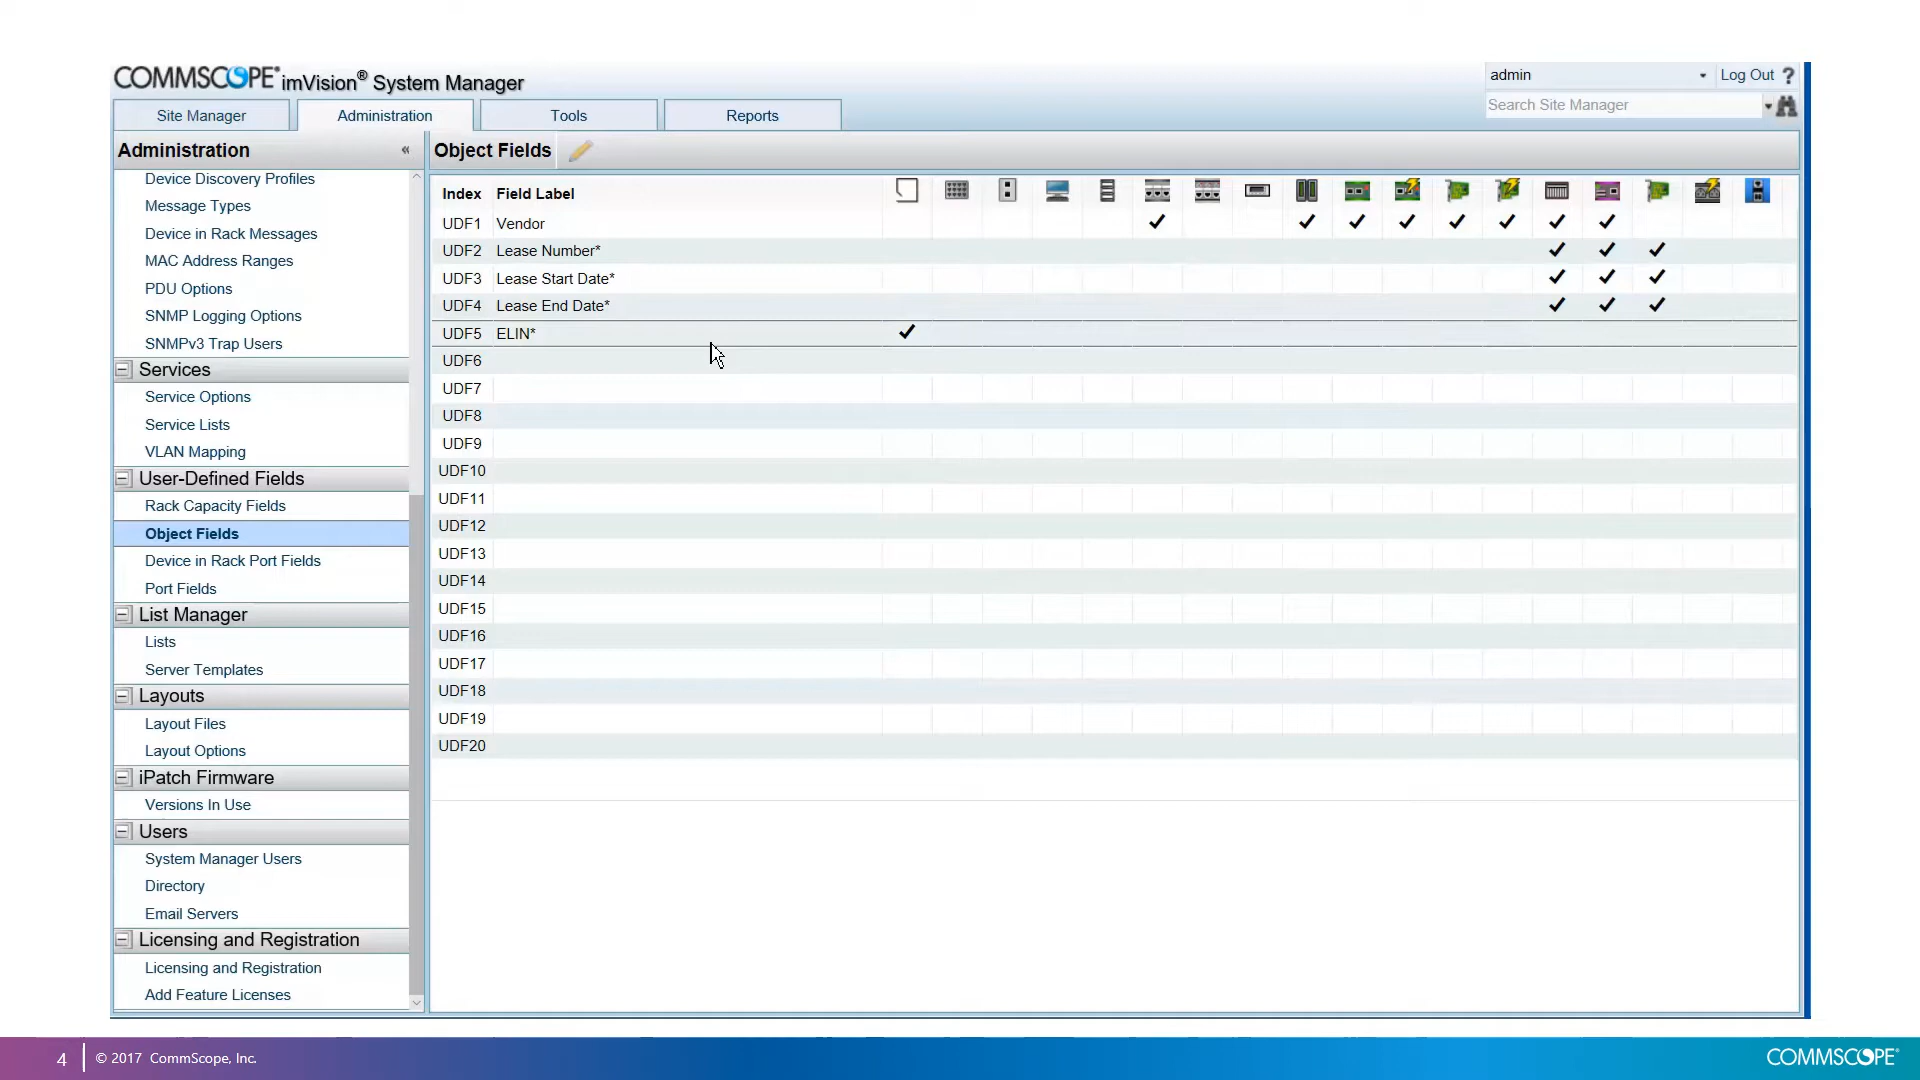 COMMSCOPE® imVision® System Manager
admin
Log Out ?
Search Site Manager
Site Manager
Administration
Tools
Reports
Administration «
Object Fields
Device Discovery Profiles
Message Types
Device in Rack Messages
MAC Address Ranges
PDU Options
SNMP Logging Options
SNMPv3 Trap Users
Services
Service Options
Service Lists
VLAN Mapping
User-Defined Fields
Rack Capacity Fields
Object Fields
Device in Rack Port Fields
Port Fields
List Manager
Lists
Server Templates
Layouts
Layout Files
Layout Options
iPatch Firmware
Versions In Use
Users
System Manager Users
Directory
Email Servers
Licensing and Registration
Licensing and Registration
Add Feature Licenses
Index Field Label
UDF1 Vendor
UDF2 Lease Number*
UDF3 Lease Start Date*
UDF4 Lease End Date*
UDF5 ELIN*
UDF6
UDF7
UDF8
UDF9
UDF10
UDF11
UDF12
UDF13
UDF14
UDF15
UDF16
UDF17
UDF18
UDF19
UDF20
4 © 2017 CommScope, Inc.
COMMSCOPE®